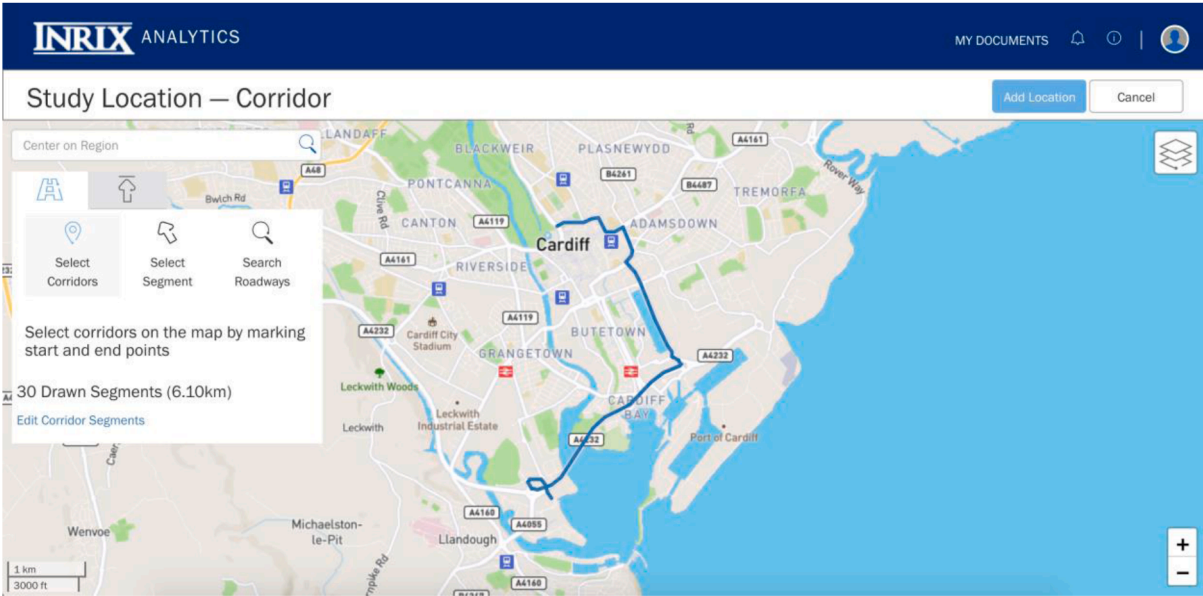 INRIX ANALYTICS
MY DOCUMENTS
Study Location — Corridor
Add Location
Cancel
Center on Region
LLANDAFF
BLACKWEIR
PLASNEWYDD
A4161
Rd
A48
B4261
B4487
Rover Way
PONTCANNA
TREMORFA
Bwlch Rd
Clive Rd
CANTON
A4119
ADAMSDOWN
Cardiff
Select
Corridors
Select
Segment
Search
Roadways
A4161
RIVERSIDE
A4119
BUTETOWN
A4232
Cardiff City
Stadium
Select corridors on the map by marking
start and end points
GRANGETOWN
A4232
30 Drawn Segments (6.10km)
Leckwith Woods
CARDIFF
BAY
Edit Corridor Segments
Leckwith
Leckwith
Industrial Estate
A4232
Port of Cardiff
Caer
A4160
A4055
Wenvoe
Michaelston-
le-Pit
Llandough
1 km
3000 ft
A4160
+
−